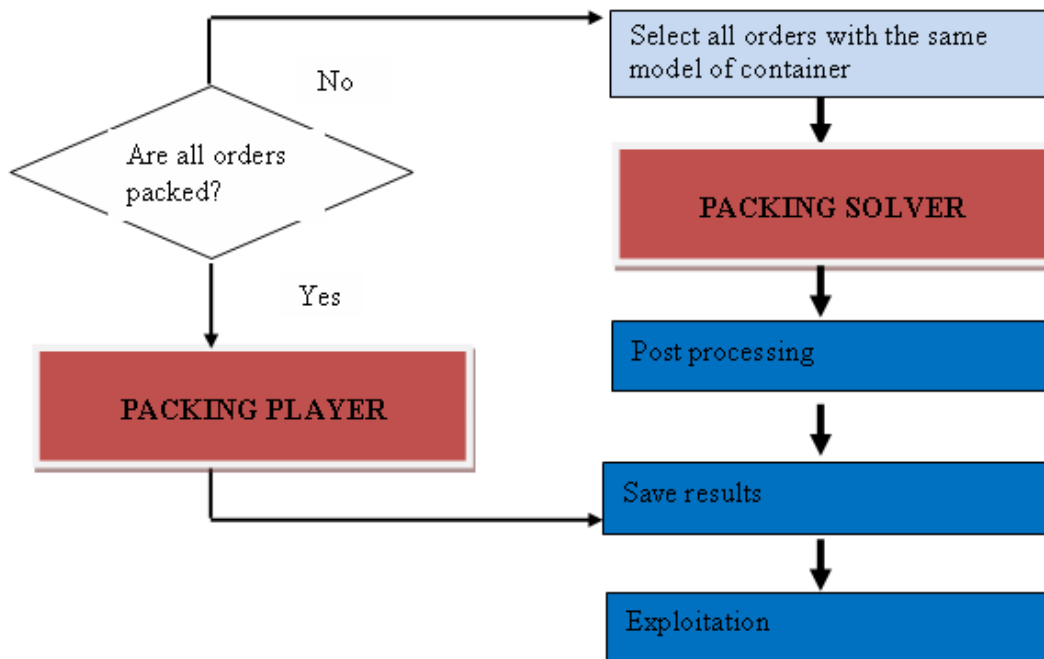 Select all orders with the same
model of container
No
Are all orders
packed?
PACKING SOLVER
Yes
Post processing
PACKING PLAYER
Save results
Exploitation